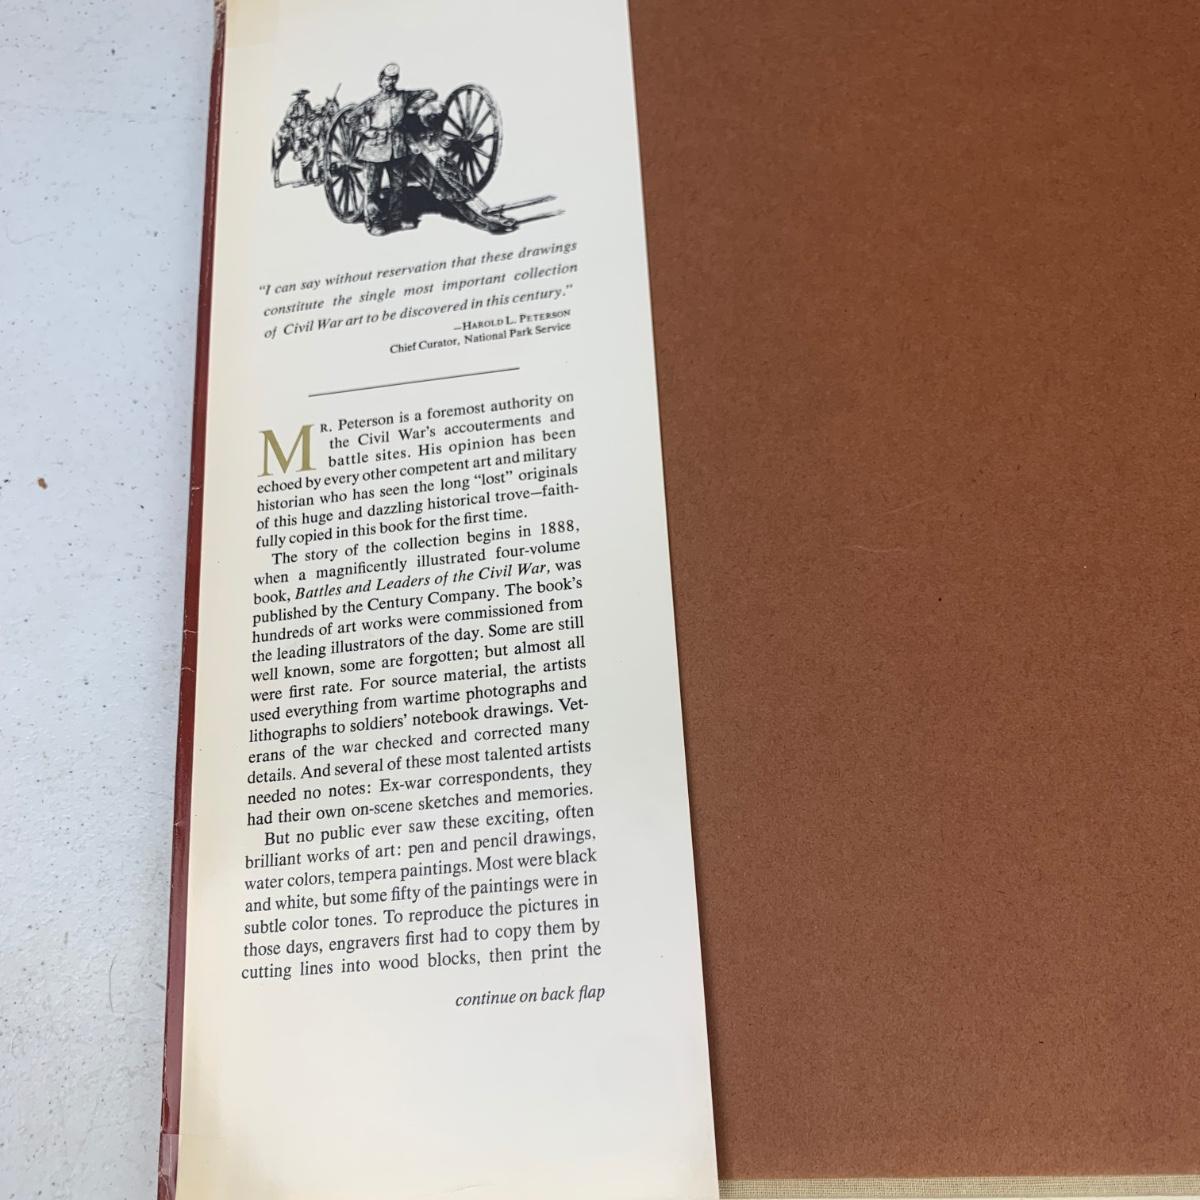 "I can say without reservation that these drawings
constitute the single most important collection
of Civil War art to be discovered in this century."
—HAROLD L. PETERSON
Chief Curator, National Park Service
MR. Peterson is a foremost authority on
the Civil War's accouterments and
battle sites. His opinion has been
echoed by every other competent art and military
historian who has seen the long "lost" originals
of this huge and dazzling historical trove—faith-
fully copied in this book for the first time.
The story of the collection begins in 1888,
when a magnificently illustrated four-volume
book, Battles and Leaders of the Civil War, was
published by the Century Company. The book's
hundreds of art works were commissioned from
the leading illustrators of the day. Some are still
well known, some are forgotten; but almost all
were first rate. For source material, the artists
used everything from wartime photographs and
lithographs to soldiers' notebook drawings. Vet-
erans of the war checked and corrected many
details. And several of these most talented artists
needed no notes: Ex-war correspondents, they
had their own on-scene sketches and memories.
But no public ever saw these exciting, often
brilliant works of art: pen and pencil drawings,
water colors, tempera paintings. Most were black
and white, but some fifty of the paintings were in
subtle color tones. To reproduce the pictures in
those days, engravers first had to copy them by
cutting lines into wood blocks, then print the
continue on back flap